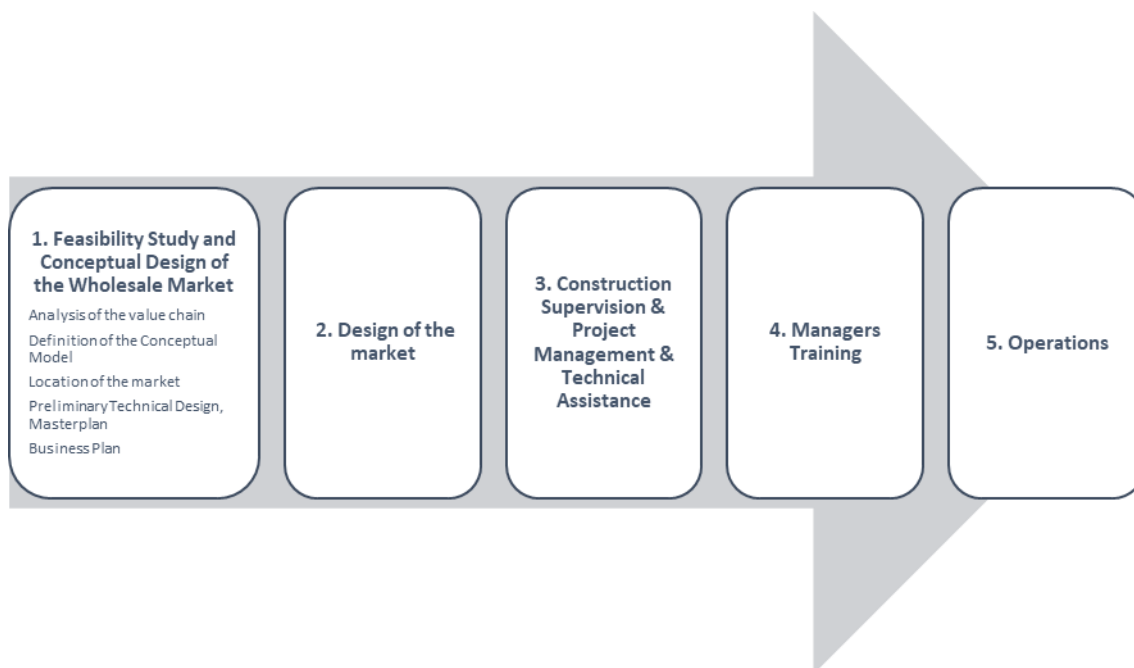 1. Feasibility Study and
Conceptual Design of
the Wholesale Market
Analysis of the value chain
Definition of the Conceptual
Model
Location of the market
Preliminary Technical Design,
Masterplan
Business Plan
2. Design of the
market
3. Construction
Supervision &
Project
Management &
Technical
Assistance
4. Managers
Training
5. Operations